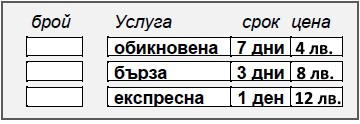 брой Услуга срок цена
обикновена 7 дни 4 лв.
бърза 3 дни 8 лв.
експресна 1 ден 12 лв.